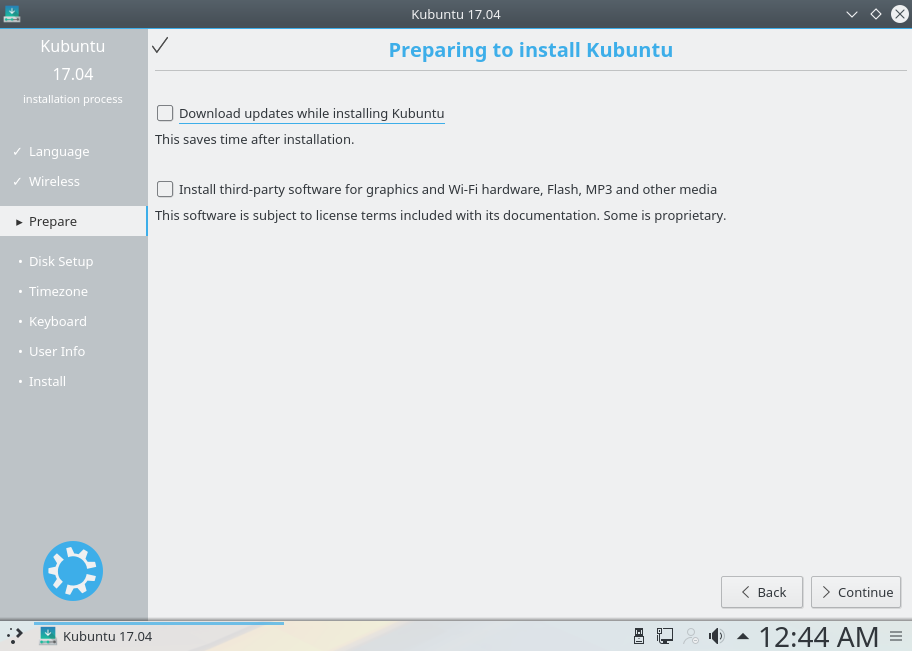 Kubuntu 17.04
Kubuntu
17.04
installation process
✓ Language
✓ Wireless
▸ Prepare
• Disk Setup
• Timezone
• Keyboard
• User Info
• Install
Preparing to install Kubuntu
Download updates while installing Kubuntu
This saves time after installation.
Install third-party software for graphics and Wi-Fi hardware, Flash, MP3 and other media
This software is subject to license terms included with its documentation. Some is proprietary.
Back
Continue
Kubuntu 17.04
12:44 AM